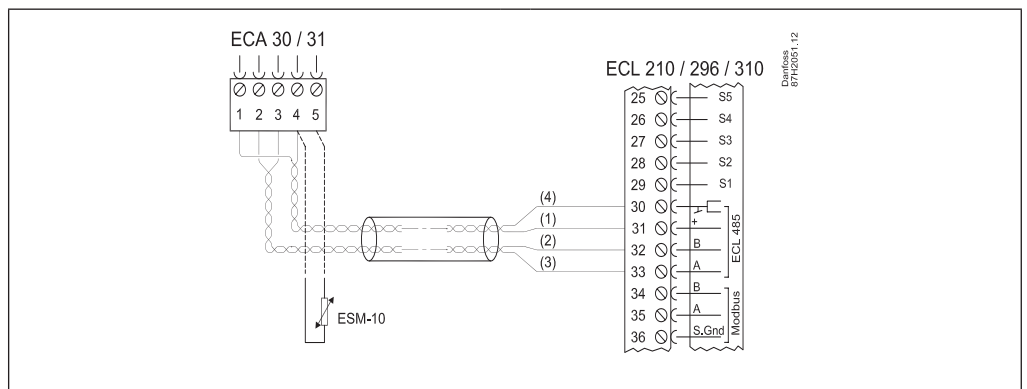 ECA 30 / 31
1 2 3 4 5
ESM-10
(4)
(1)
(2)
(3)
Danfoss
87H2051.12
ECL 210 / 296 / 310
25 S5
26 S4
27 S3
28 S2
29 S1
30
31 +
32 B
33 A
ECL 485
34 B
35 A
36 S.Gnd
Modbus